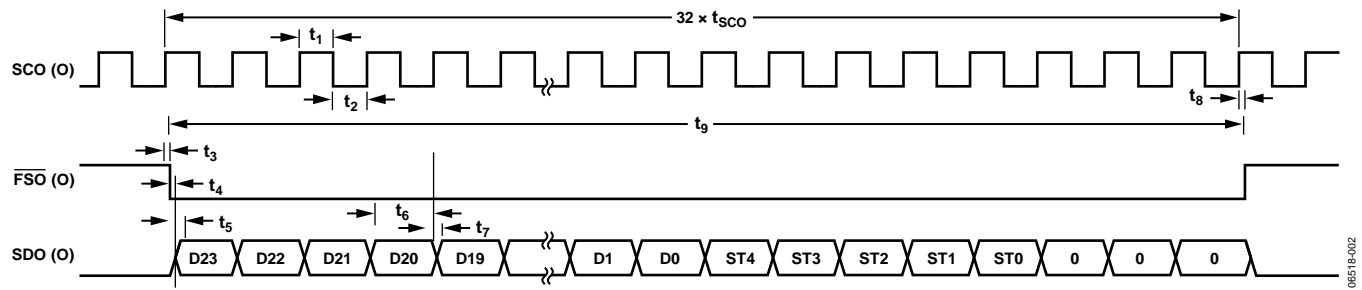 32 × tSCO
t1
SCO (O)
t2
t8
t9
t3
FSO (O)
t4
t5
t6
t7
SDO (O)
D23 D22 D21 D20 D19 D1 D0 ST4 ST3 ST2 ST1 ST0 0 0 0
06518-002